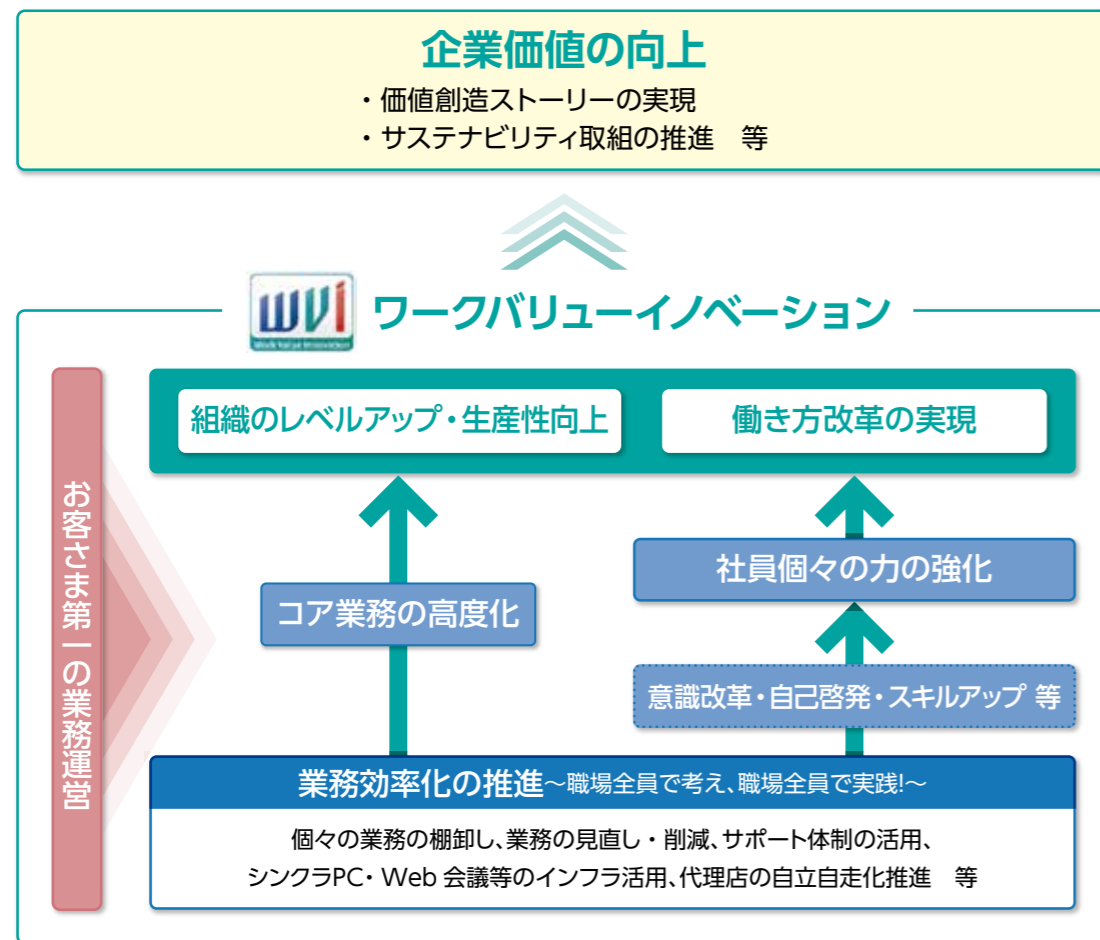 企業価値の向上
・価値創造ストーリーの実現
・サステナビリティ取組の推進　等
wvi ワークバリューイノベーション
Work Value Innovation
お客さま第一の業務運営
組織のレベルアップ・生産性向上
働き方改革の実現
コア業務の高度化
社員個々の力の強化
意識改革・自己啓発・スキルアップ 等
業務効率化の推進～職場全員で考え、職場全員で実践!～
個々の業務の棚卸し、業務の見直し・削減、サポート体制の活用、
シンクラPC・Web 会議等のインフラ活用、代理店の自立自走化推進　等